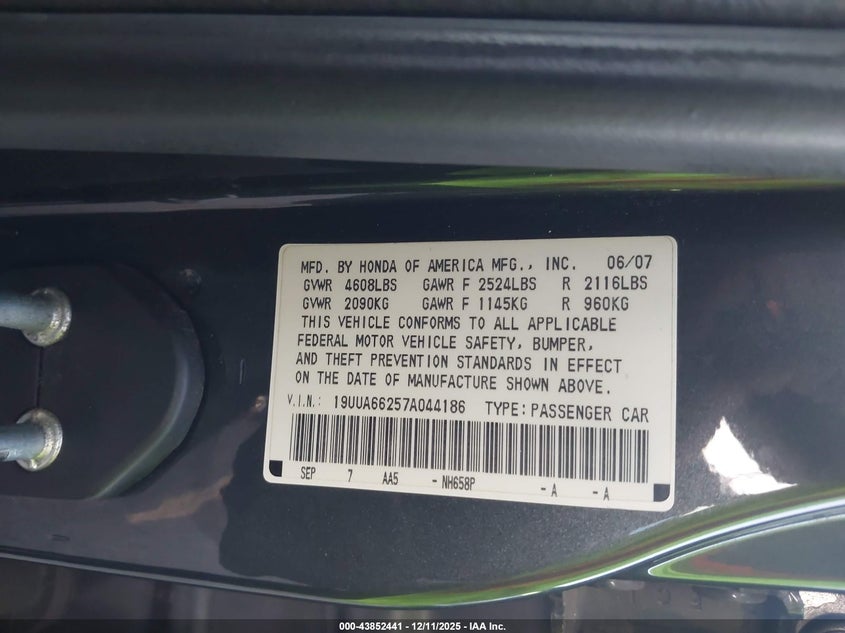 MFD. BY HONDA OF AMERICA MFG., INC. 06/07
GVWR 4608LBS GAWR F 2524LBS R 2116LBS
GVWR 2090KG GAWR F 1145KG R 960KG
THIS VEHICLE CONFORMS TO ALL APPLICABLE
FEDERAL MOTOR VEHICLE SAFETY, BUMPER,
AND THEFT PREVENTION STANDARDS IN EFFECT
ON THE DATE OF MANUFACTURE SHOWN ABOVE.
V.I.N.: 19UUA66257A044186 TYPE: PASSENGER CAR
SEP 7 AA5 - NH658P - A - A
000-43852441 - 12/11/2025 - IAA Inc.